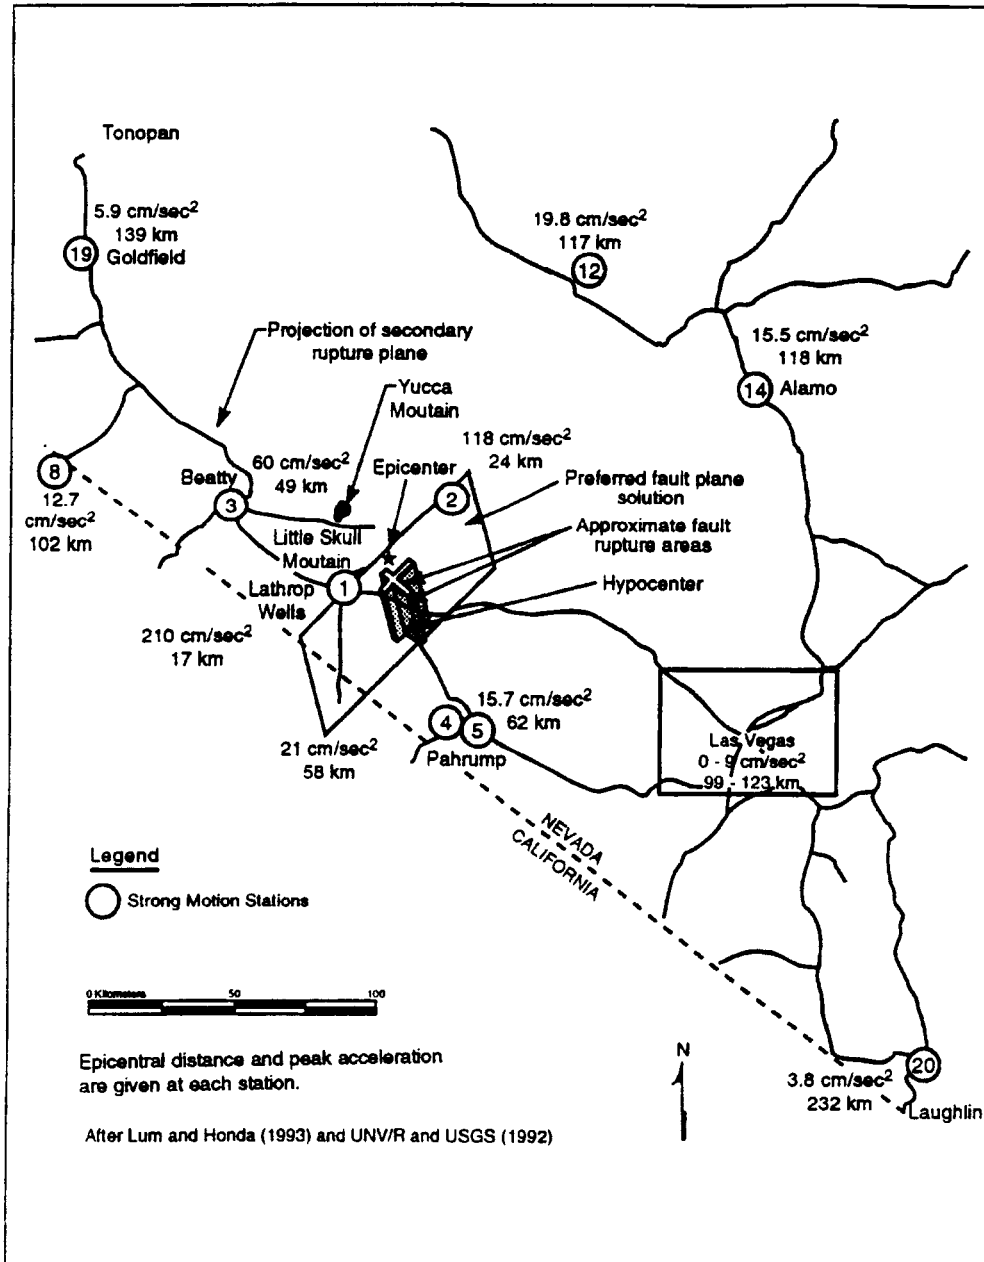 Tonopan
5.9 cm/sec²
139 km
19 Goldfield
19.8 cm/sec²
117 km
12
Projection of secondary
rupture plane
15.5 cm/sec²
118 km
14 Alamo
Yucca
Moutain
118 cm/sec²
24 km
2
Epicenter
60 cm/sec²
49 km
Beatty
3
8
12.7
cm/sec²
102 km
Preferred fault plane
solution
Approximate fault
rupture areas
Hypocenter
Little Skull
Moutain
Lathrop
Wells
1
210 cm/sec²
17 km
15.7 cm/sec²
62 km
4 5
Pahrump
21 cm/sec²
58 km
Las Vegas
0 - 9 cm/sec²
99 - 123 km
NEVADA
CALIFORNIA
Legend
Strong Motion Stations
0 Kilometers 50 100
Epicentral distance and peak acceleration
are given at each station.
After Lum and Honda (1993) and UNV/R and USGS (1992)
N
3.8 cm/sec²
232 km
20
Laughlin